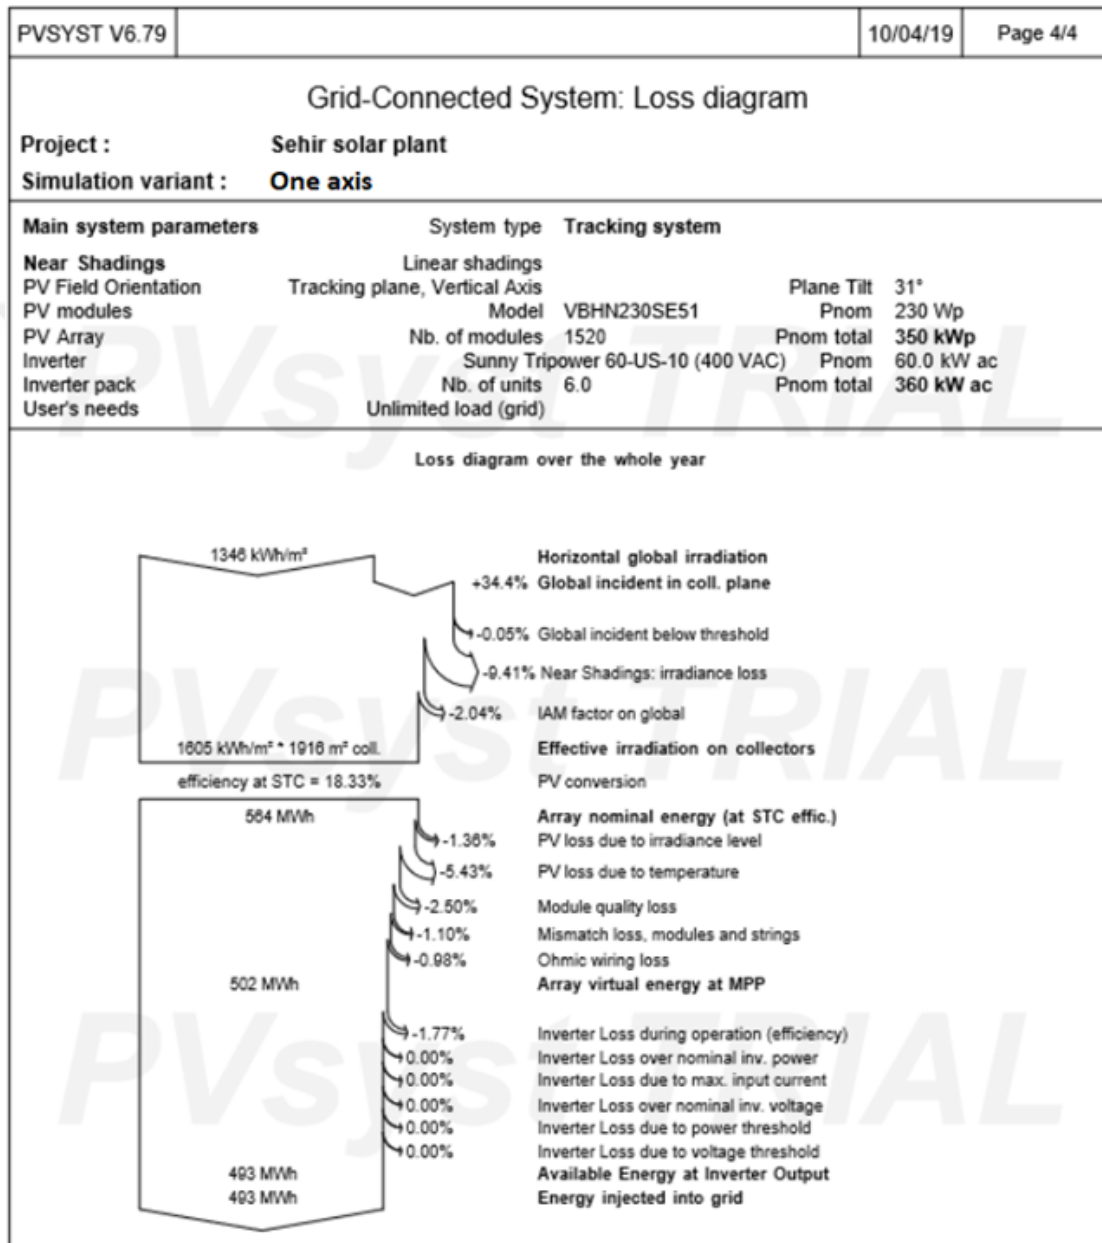 PVSYST V6.79 10/04/19 Page 4/4
Grid-Connected System: Loss diagram
Project : Sehir solar plant
Simulation variant : One axis
Main system parameters System type Tracking system
Near Shadings Linear shadings
PV Field Orientation Tracking plane, Vertical Axis Plane Tilt 31°
PV modules Model VBHN230SE51 Pnom 230 Wp
PV Array Nb. of modules 1520 Pnom total 350 kWp
Inverter Sunny Tripower 60-US-10 (400 VAC) Pnom 60.0 kW ac
Inverter pack Nb. of units 6.0 Pnom total 360 kW ac
User's needs Unlimited load (grid)
PVsyst TRIAL
Loss diagram over the whole year
1346 kWh/m² Horizontal global irradiation
+34.4% Global incident in coll. plane
-0.05% Global incident below threshold
-9.41% Near Shadings: irradiance loss
-2.04% IAM factor on global
PVsyst TRIAL
1605 kWh/m² * 1916 m² coll. Effective irradiation on collectors
efficiency at STC = 18.33% PV conversion
564 MWh Array nominal energy (at STC effic.)
-1.36% PV loss due to irradiance level
-5.43% PV loss due to temperature
-2.50% Module quality loss
-1.10% Mismatch loss, modules and strings
-0.98% Ohmic wiring loss
502 MWh Array virtual energy at MPP
-1.77% Inverter Loss during operation (efficiency)
0.00% Inverter Loss over nominal inv. power
0.00% Inverter Loss due to max. input current
PVsyst TRIAL
0.00% Inverter Loss over nominal inv. voltage
0.00% Inverter Loss due to power threshold
0.00% Inverter Loss due to voltage threshold
493 MWh Available Energy at Inverter Output
493 MWh Energy injected into grid